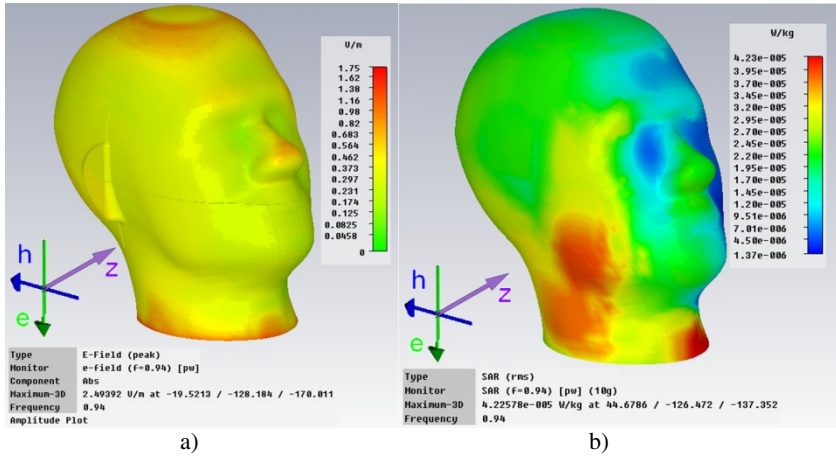 V/m
1.75
1.62
1.38
1.16
0.98
0.82
0.683
0.564
0.462
0.373
0.297
0.231
0.174
0.125
0.0825
0.0458
0
h
z
e
Type E-Field (peak)
Monitor e-field (f=0.94) [pw]
Component Abs
Maximum-3D 2.49392 V/m at -19.5213 / -128.184 / -170.011
Frequency 0.94
Amplitude Plot
a)
W/kg
4.23e-005
3.95e-005
3.70e-005
3.45e-005
3.20e-005
2.95e-005
2.70e-005
2.45e-005
2.20e-005
1.95e-005
1.70e-005
1.45e-005
1.20e-005
9.51e-006
7.01e-006
4.50e-006
1.37e-006
h
z
e
Type SAR (rms)
Monitor SAR (f=0.94) [pw] (10g)
Maximum-3D 4.22578e-005 W/kg at 44.6786 / -126.472 / -137.352
Frequency 0.94
b)